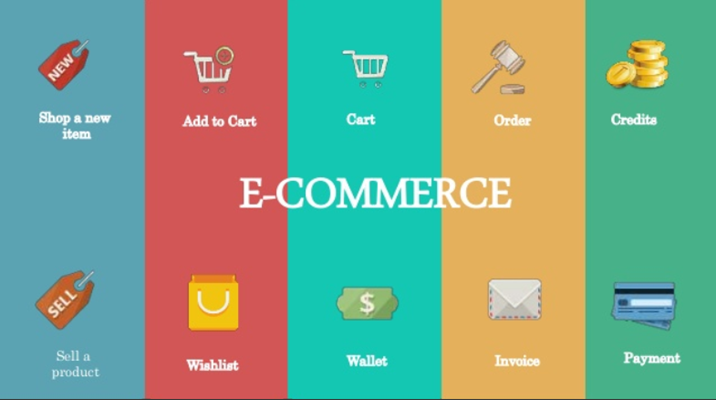 NEW
Shop a new
item
Add to Cart
Cart
Order
Credits
E-COMMERCE
SELL
$
Sell a
product
Wishlist
Wallet
Invoice
Payment